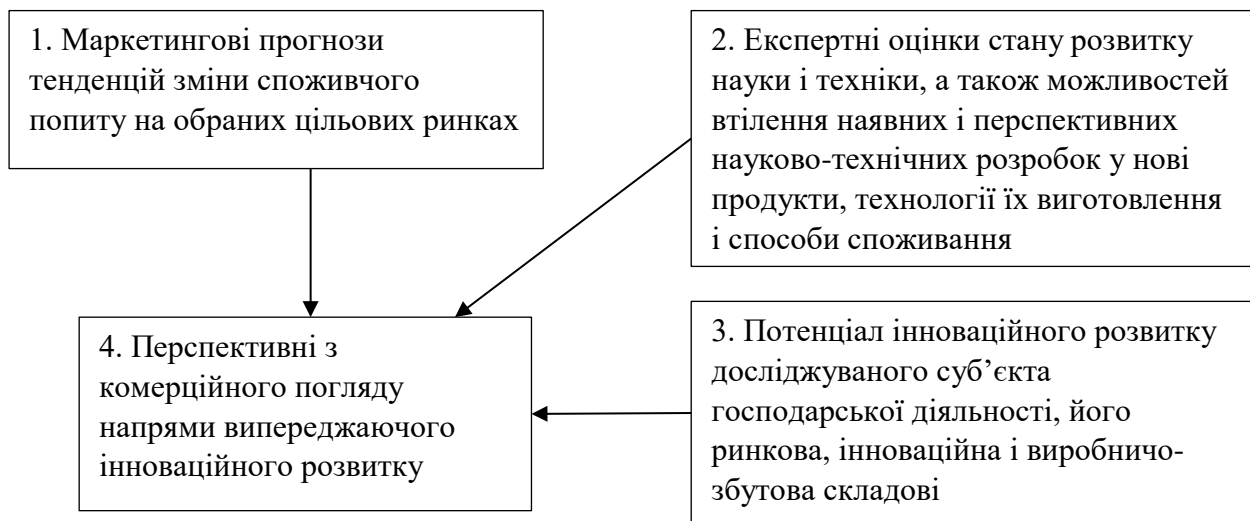 1. Маркетингові прогнози
тенденцій зміни споживчого
попиту на обраних цільових ринках
2. Експертні оцінки стану розвитку
науки і техніки, а також можливостей
втілення наявних і перспективних
науково-технічних розробок у нові
продукти, технології їх виготовлення
і способи споживання
3. Потенціал інноваційного розвитку
досліджуваного суб’єкта
господарської діяльності, його
ринкова, інноваційна і виробничо-
збутова складові
4. Перспективні з
комерційного погляду
напрями випереджаючого
інноваційного розвитку